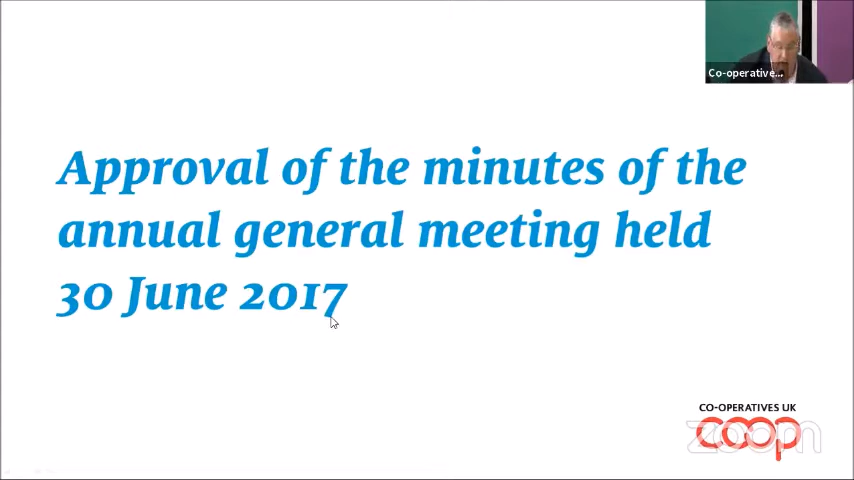 Co-operative...
Approval of the minutes of the
annual general meeting held
30 June 2017
CO-OPERATIVES UK
coop
zoom